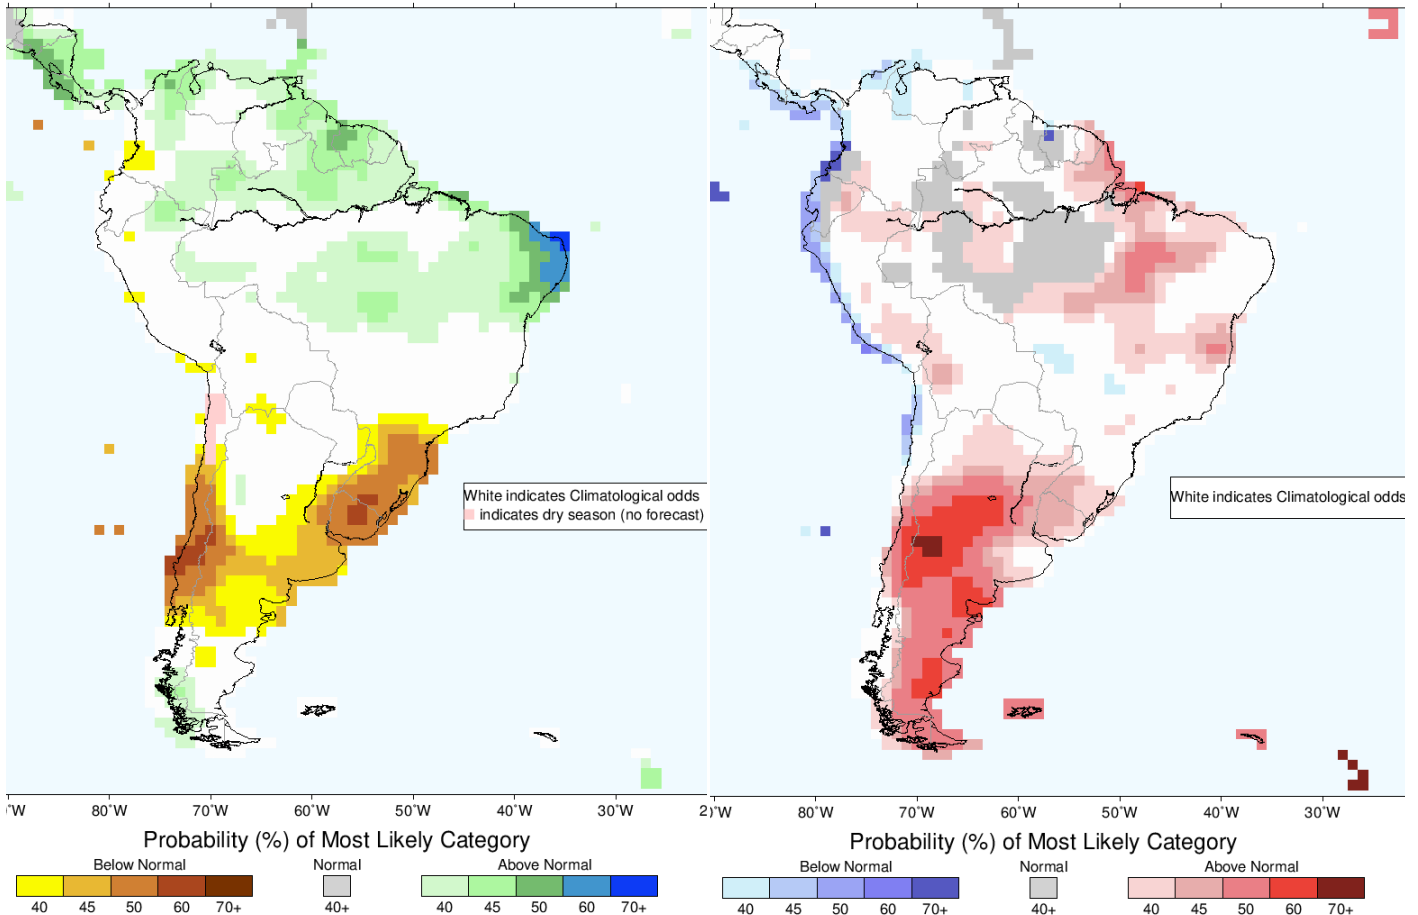 White indicates Climatological odds
indicates dry season (no forecast)
White indicates Climatological odds
'W 80°W 70°W 60°W 50°W 40°W 30°W
90°W 80°W 70°W 60°W 50°W 40°W 30°W
Probability (%) of Most Likely Category
Below Normal Normal Above Normal
40 45 50 60 70+ 40+ 40 45 50 60 70+
Probability (%) of Most Likely Category
Below Normal Normal Above Normal
40 45 50 60 70+ 40+ 40 45 50 60 70+